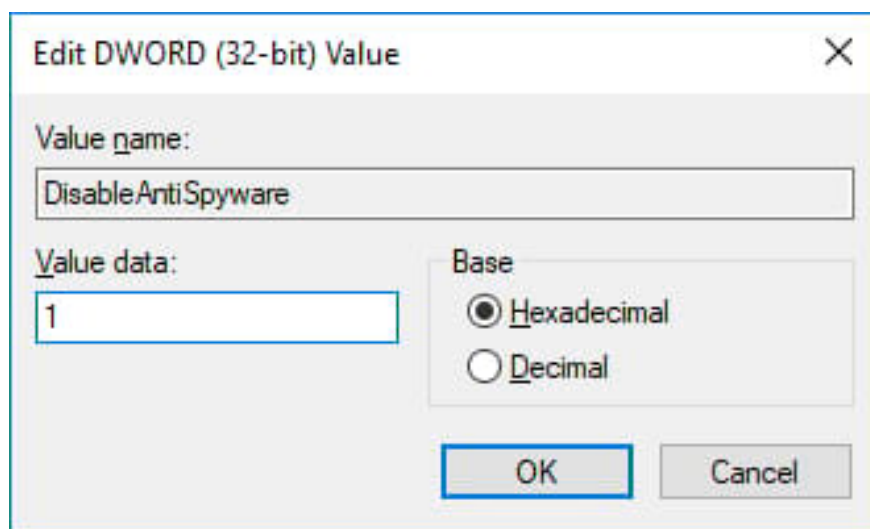 Edit DWORD (32-bit) Value
Value name:
DisableAntiSpyware
Value data:
1
Base
Hexadecimal
Decimal
OK
Cancel